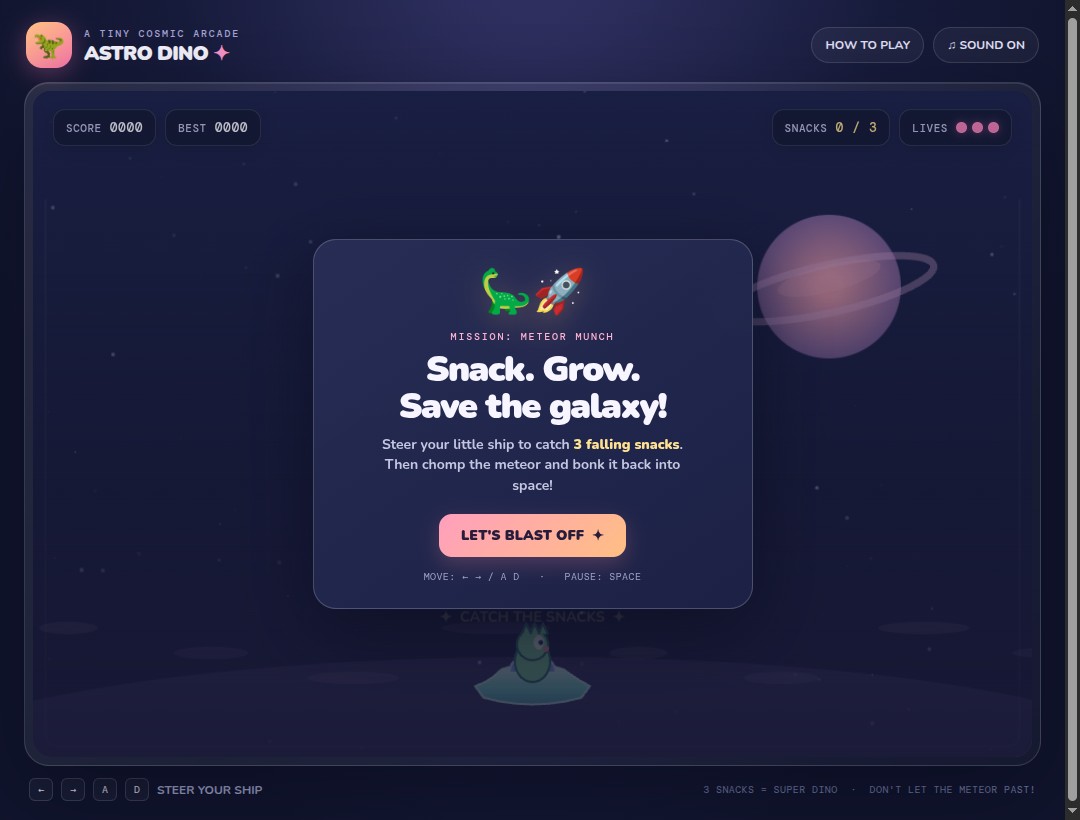 A TINY COSMIC ARCADE
ASTRO DINO ✦
HOW TO PLAY
♫ SOUND ON
SCORE 0000
BEST 0000
SNACKS 0 / 3
LIVES
MISSION: METEOR MUNCH
Snack. Grow.
Save the galaxy!
Steer your little ship to catch 3 falling snacks.
Then chomp the meteor and bonk it back into
space!
LET'S BLAST OFF ✦
MOVE: ← → / A D · PAUSE: SPACE
✦ CATCH THE SNACKS ✦
← → A D STEER YOUR SHIP
3 SNACKS = SUPER DINO · DON'T LET THE METEOR PAST!